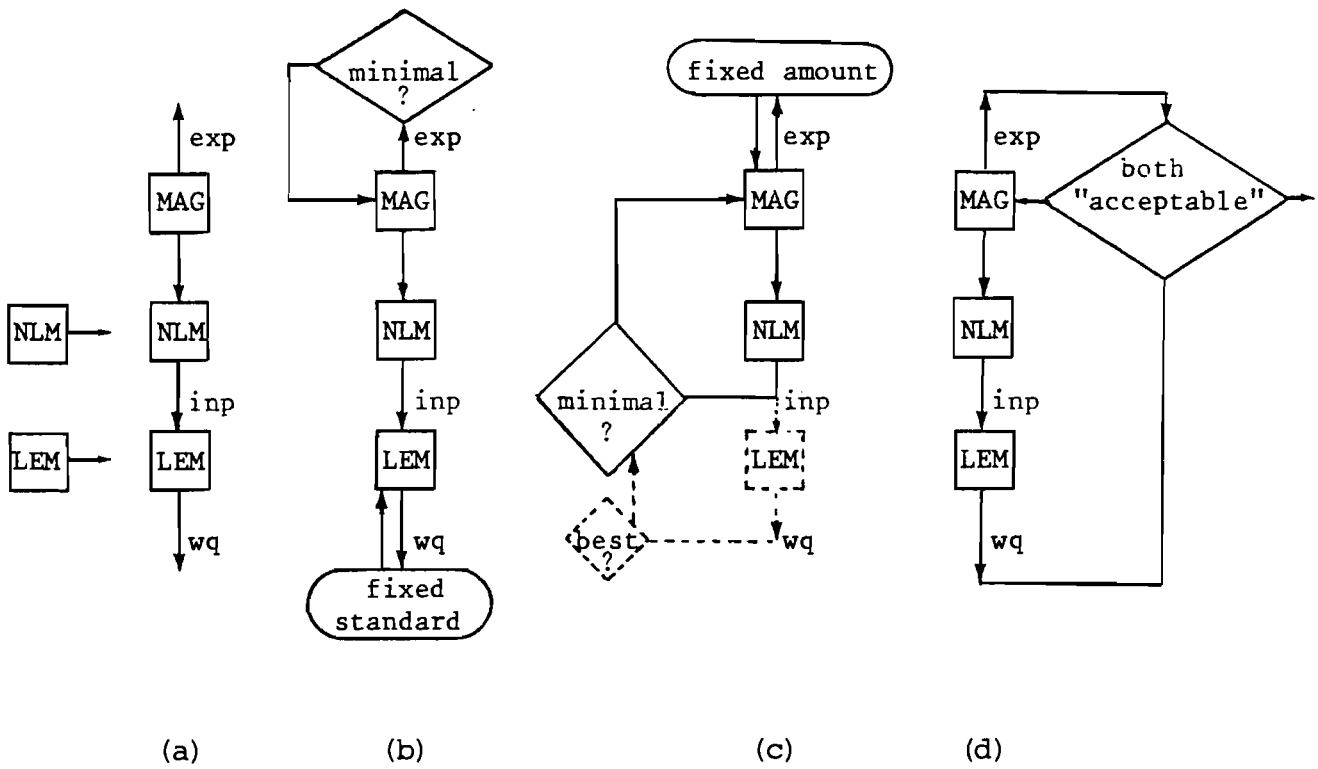 exp
MAG
NLM
NLM
inp
LEM
LEM
wq
(a)
minimal
?
exp
MAG
NLM
inp
LEM
wq
fixed
standard
(b)
fixed amount
exp
MAG
NLM
minimal
?
inp
LEM
best
?
wq
(c)
exp
both
"acceptable"
MAG
NLM
inp
LEM
wq
(d)